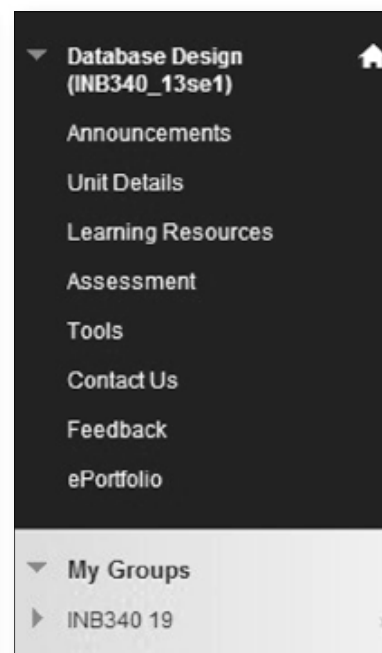 Database Design
(INB340_13se1)
Announcements
Unit Details
Learning Resources
Assessment
Tools
Contact Us
Feedback
ePortfolio
My Groups
INB340 19